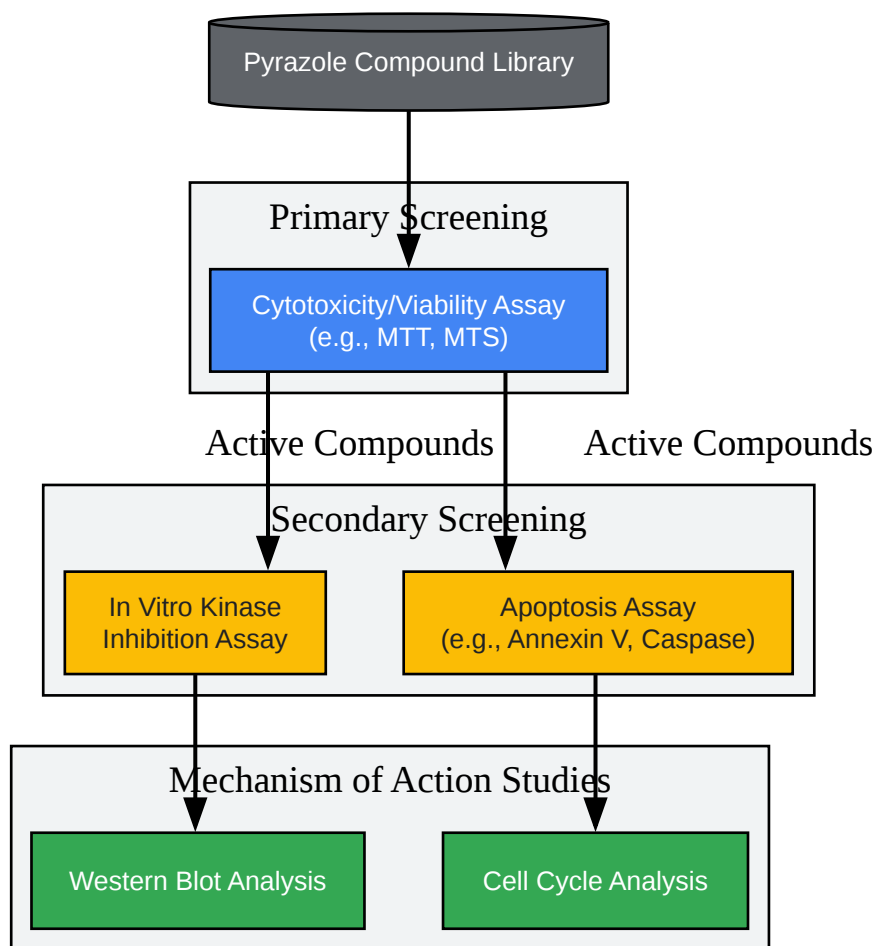 Pyrazole Compound Library
Primary Screening
Cytotoxicity/Viability Assay
(e.g., MTT, MTS)
Active Compounds
Active Compounds
Secondary Screening
In Vitro Kinase
Inhibition Assay
Apoptosis Assay
(e.g., Annexin V, Caspase)
Mechanism of Action Studies
Western Blot Analysis
Cell Cycle Analysis